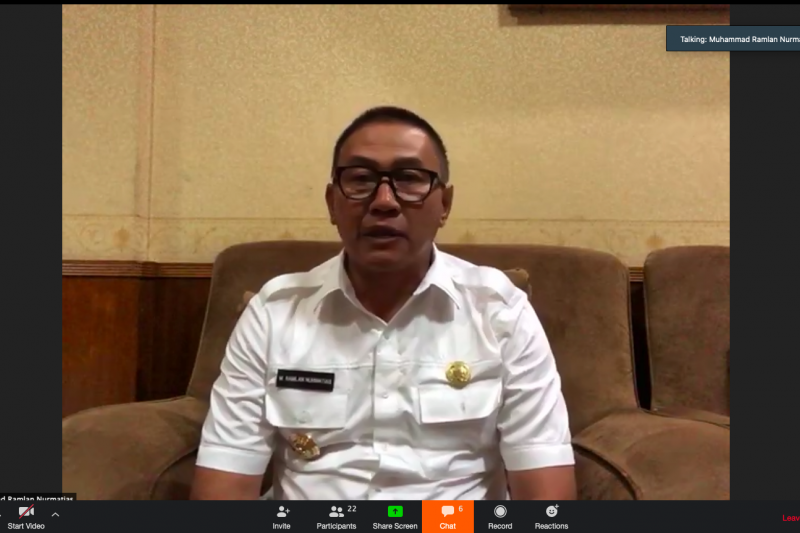 Talking: Muhammad Ramlan Nurma
M. RAMLAN NURMATIAS
d Ramlan Nurmatias
Start Video
Invite
Participants
22
Share Screen
Chat
6
Record
Reactions
Leav